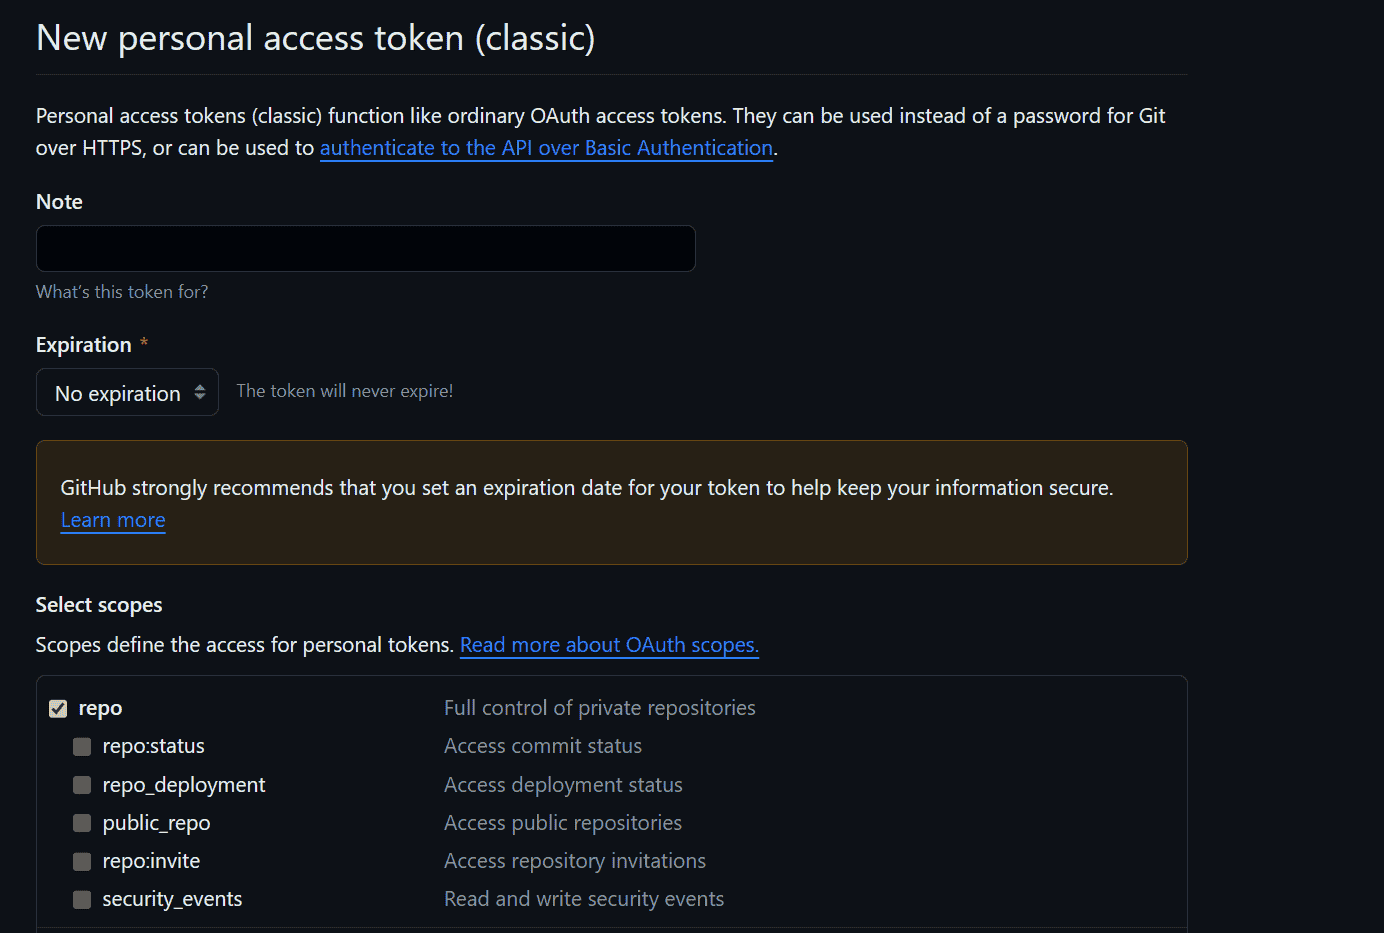 New personal access token (classic)
Personal access tokens (classic) function like ordinary OAuth access tokens. They can be used instead of a password for Git
over HTTPS, or can be used to authenticate to the API over Basic Authentication.
Note
What's this token for?
Expiration *
No expiration The token will never expire!
GitHub strongly recommends that you set an expiration date for your token to help keep your information secure.
Learn more
Select scopes
Scopes define the access for personal tokens. Read more about OAuth scopes.
repo Full control of private repositories
repo:status Access commit status
repo_deployment Access deployment status
public_repo Access public repositories
repo:invite Access repository invitations
security_events Read and write security events